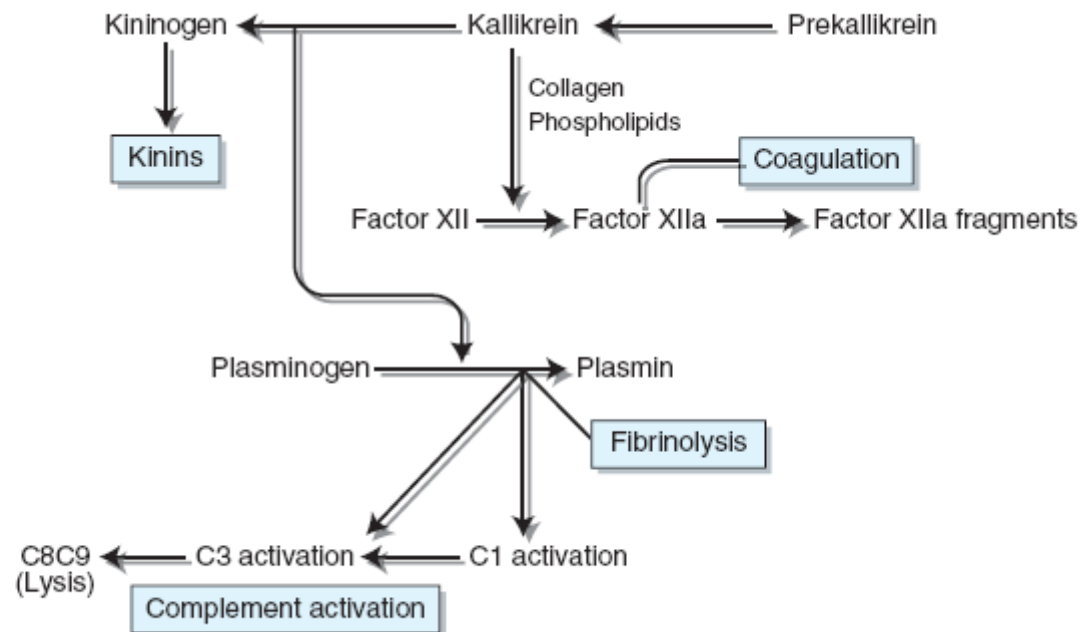 Kininogen
Kallikrein
Prekallikrein
Collagen
Phospholipids
Kinins
Coagulation
Factor XII
Factor XIIa
Factor XIIa fragments
Plasminogen
Plasmin
Fibrinolysis
C8C9
(Lysis)
C3 activation
C1 activation
Complement activation